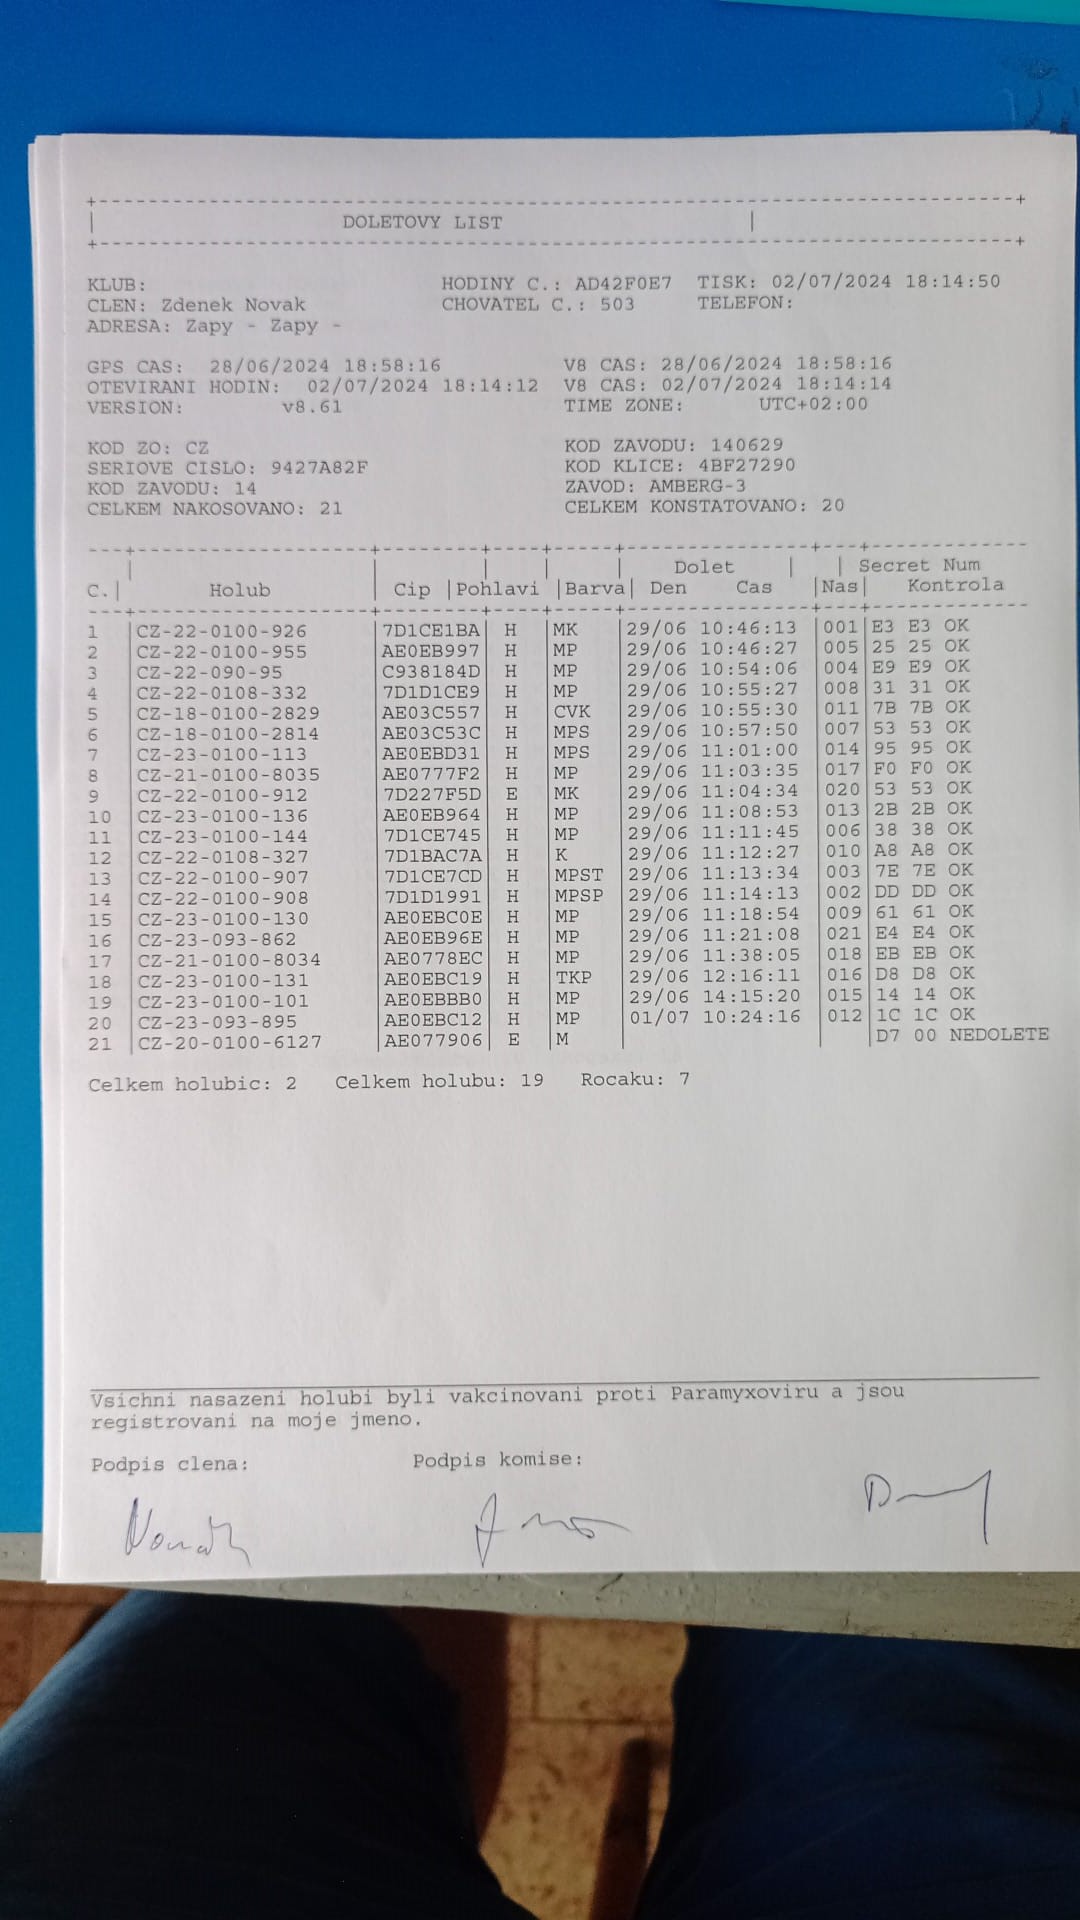 DOLETOVY LIST
KLUB: HODINY C.: AD42F0E7 TISK: 02/07/2024 18:14:50
CLEN: Zdenek Novak CHOVATEL C.: 503 TELEFON:
ADRESA: Zapy - Zapy -
GPS CAS: 28/06/2024 18:58:16 V8 CAS: 28/06/2024 18:58:16
OTEVIRANI HODIN: 02/07/2024 18:14:12 V8 CAS: 02/07/2024 18:14:14
VERSION: v8.61 TIME ZONE: UTC+02:00
KOD ZO: CZ KOD ZAVODU: 140629
SERIOVE CISLO: 9427A82F KOD KLICE: 4BF27290
KOD ZAVODU: 14 ZAVOD: AMBERG-3
CELKEM NAKOSOVANO: 21 CELKEM KONSTATOVANO: 20
Dolet | | Secret Num
C.| Holub | Cip |Pohlavi |Barva| Den Cas |Nas| Kontrola
1 |CZ-22-0100-926 |7D1CE1BA| H |MK |29/06 10:46:13 |001|E3 E3 OK
2 |CZ-22-0100-955 |AE0EB997| H |MP |29/06 10:46:27 |005|25 25 OK
3 |CZ-22-090-95 |C938184D| H |MP |29/06 10:54:06 |004|E9 E9 OK
4 |CZ-22-0108-332 |7D1D1CE9| H |MP |29/06 10:55:27 |008|31 31 OK
5 |CZ-18-0100-2829 |AE03C557| H |CVK |29/06 10:55:30 |011|7B 7B OK
6 |CZ-18-0100-2814 |AE03C53C| H |MPS |29/06 10:57:50 |007|53 53 OK
7 |CZ-23-0100-113 |AE0EBD31| H |MPS |29/06 11:01:00 |014|95 95 OK
8 |CZ-21-0100-8035 |AE0777F2| H |MP |29/06 11:03:35 |017|F0 F0 OK
9 |CZ-22-0100-912 |7D227F5D| E |MK |29/06 11:04:34 |020|53 53 OK
10 |CZ-23-0100-136 |AE0EB964| H |MP |29/06 11:08:53 |013|2B 2B OK
11 |CZ-23-0100-144 |7D1CE745| H |MP |29/06 11:11:45 |006|38 38 OK
12 |CZ-22-0108-327 |7D1BAC7A| H |K |29/06 11:12:27 |010|A8 A8 OK
13 |CZ-22-0100-907 |7D1CE7CD| H |MPST |29/06 11:13:34 |003|7E 7E OK
14 |CZ-22-0100-908 |7D1D1991| H |MPSP |29/06 11:14:13 |002|DD DD OK
15 |CZ-23-0100-130 |AE0EBC0E| H |MP |29/06 11:18:54 |009|61 61 OK
16 |CZ-23-093-862 |AE0EB96E| H |MP |29/06 11:21:08 |021|E4 E4 OK
17 |CZ-21-0100-8034 |AE0778EC| H |MP |29/06 11:38:05 |018|EB EB OK
18 |CZ-23-0100-131 |AE0EBC19| H |TKP |29/06 12:16:11 |016|D8 D8 OK
19 |CZ-23-0100-101 |AE0EBBB0| H |MP |29/06 14:15:20 |015|14 14 OK
20 |CZ-23-093-895 |AE0EBC12| H |MP |01/07 10:24:16 |012|1C 1C OK
21 |CZ-20-0100-6127 |AE077906| E |M | | |D7 00 NEDOLETE
Celkem holubic: 2 Celkem holubu: 19 Rocaku: 7
Vsichni nasazeni holubi byli vakcinovani proti Paramyxoviru a jsou
registrovani na moje jmeno.
Podpis clena: Podpis komise:
Novák